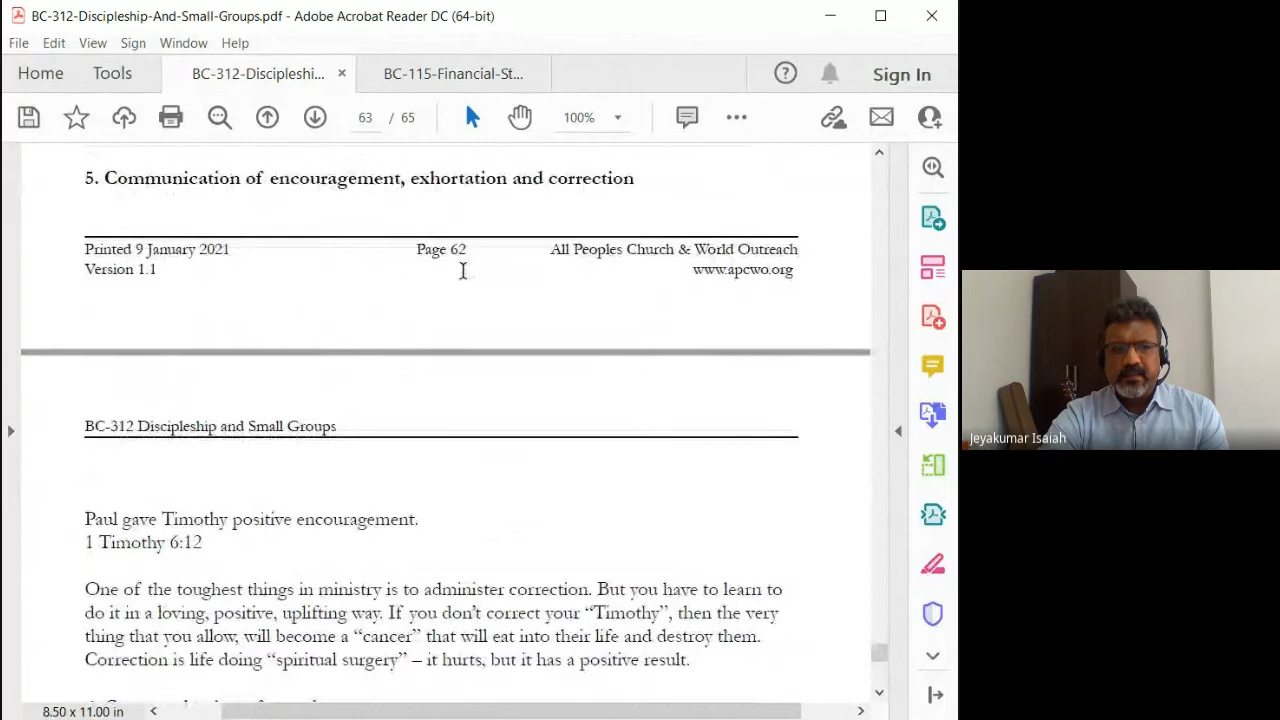 BC-312-Discipleship-And-Small-Groups.pdf - Adobe Acrobat Reader DC (64-bit)
File Edit View Sign Window Help
Home Tools BC-312-Discipleshi... × BC-115-Financial-St... Sign In
63 / 65 100%
5. Communication of encouragement, exhortation and correction
Printed 9 January 2021 Page 62 All Peoples Church & World Outreach
Version 1.1 www.apcwo.org
BC-312 Discipleship and Small Groups
Paul gave Timothy positive encouragement.
1 Timothy 6:12
One of the toughest things in ministry is to administer correction. But you have to learn to
do it in a loving, positive, uplifting way. If you don't correct your “Timothy”, then the very
thing that you allow, will become a “cancer” that will eat into their life and destroy them.
Correction is life doing “spiritual surgery” – it hurts, but it has a positive result.
8.50 x 11.00 in
Jeyakumar Isaiah